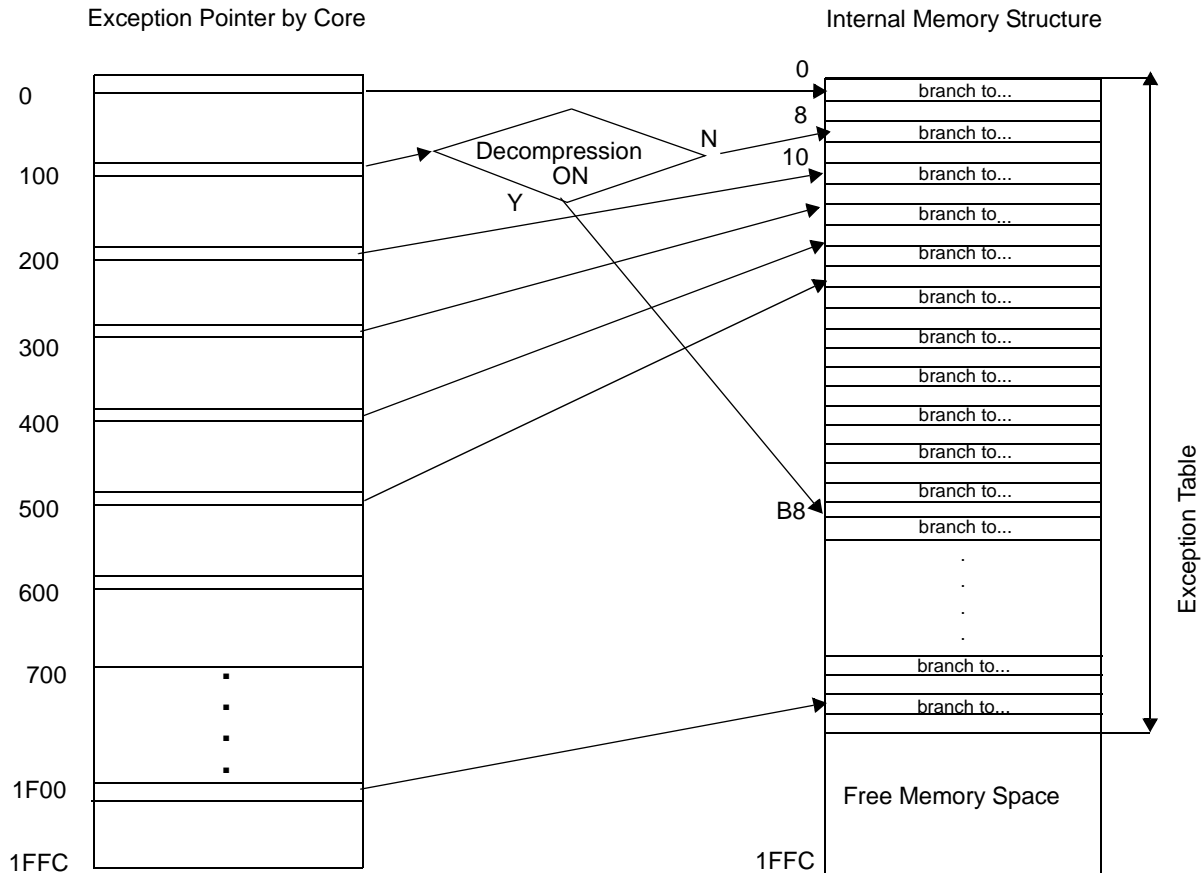 Exception Pointer by Core
0
100
200
300
400
500
600
700
1F00
1FFC
Decompression
ON
N
Y
Internal Memory Structure
0
8
10
B8
1FFC
branch to...
branch to...
branch to...
branch to...
branch to...
branch to...
branch to...
branch to...
branch to...
branch to...
branch to...
branch to...
branch to...
branch to...
Free Memory Space
Exception Table